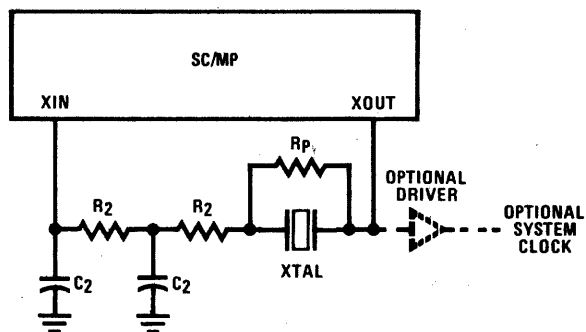 SC/MP
XIN
XOUT
RP
R2
R2
OPTIONAL
DRIVER
OPTIONAL
SYSTEM
CLOCK
XTAL
C2
C2